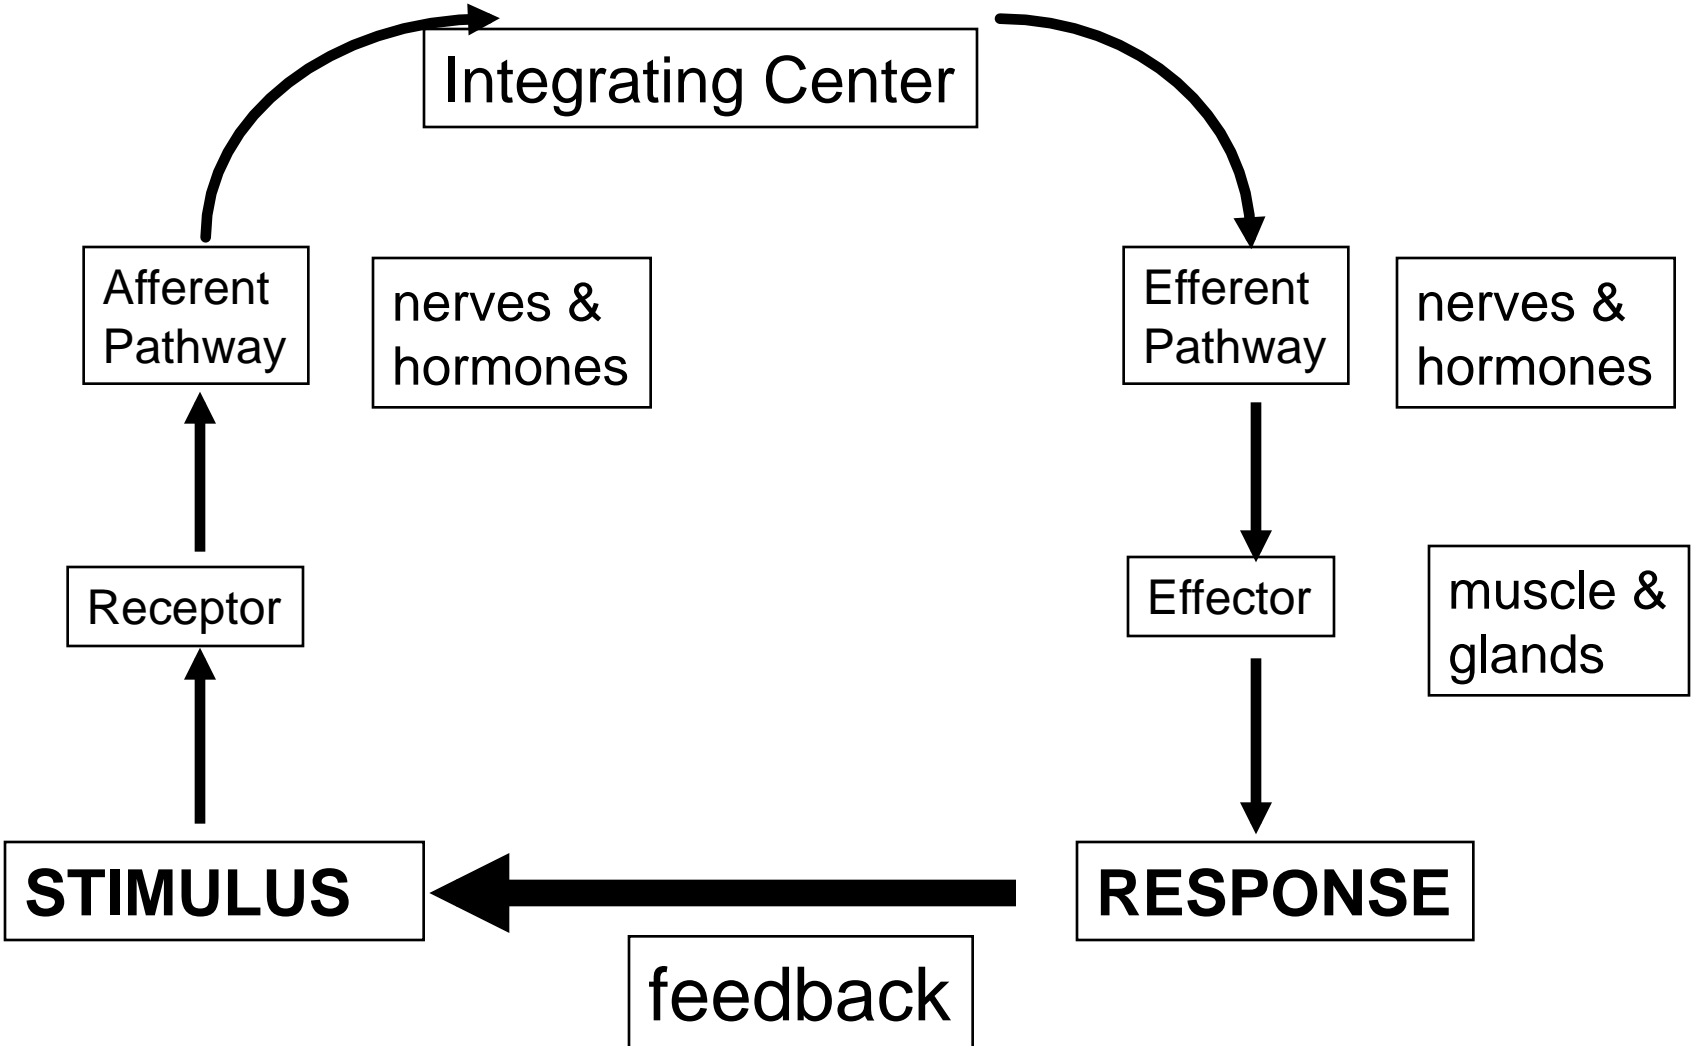 Integrating Center
Afferent
Pathway
nerves &
hormones
Efferent
Pathway
nerves &
hormones
Receptor
Effector
muscle &
glands
STIMULUS
RESPONSE
feedback